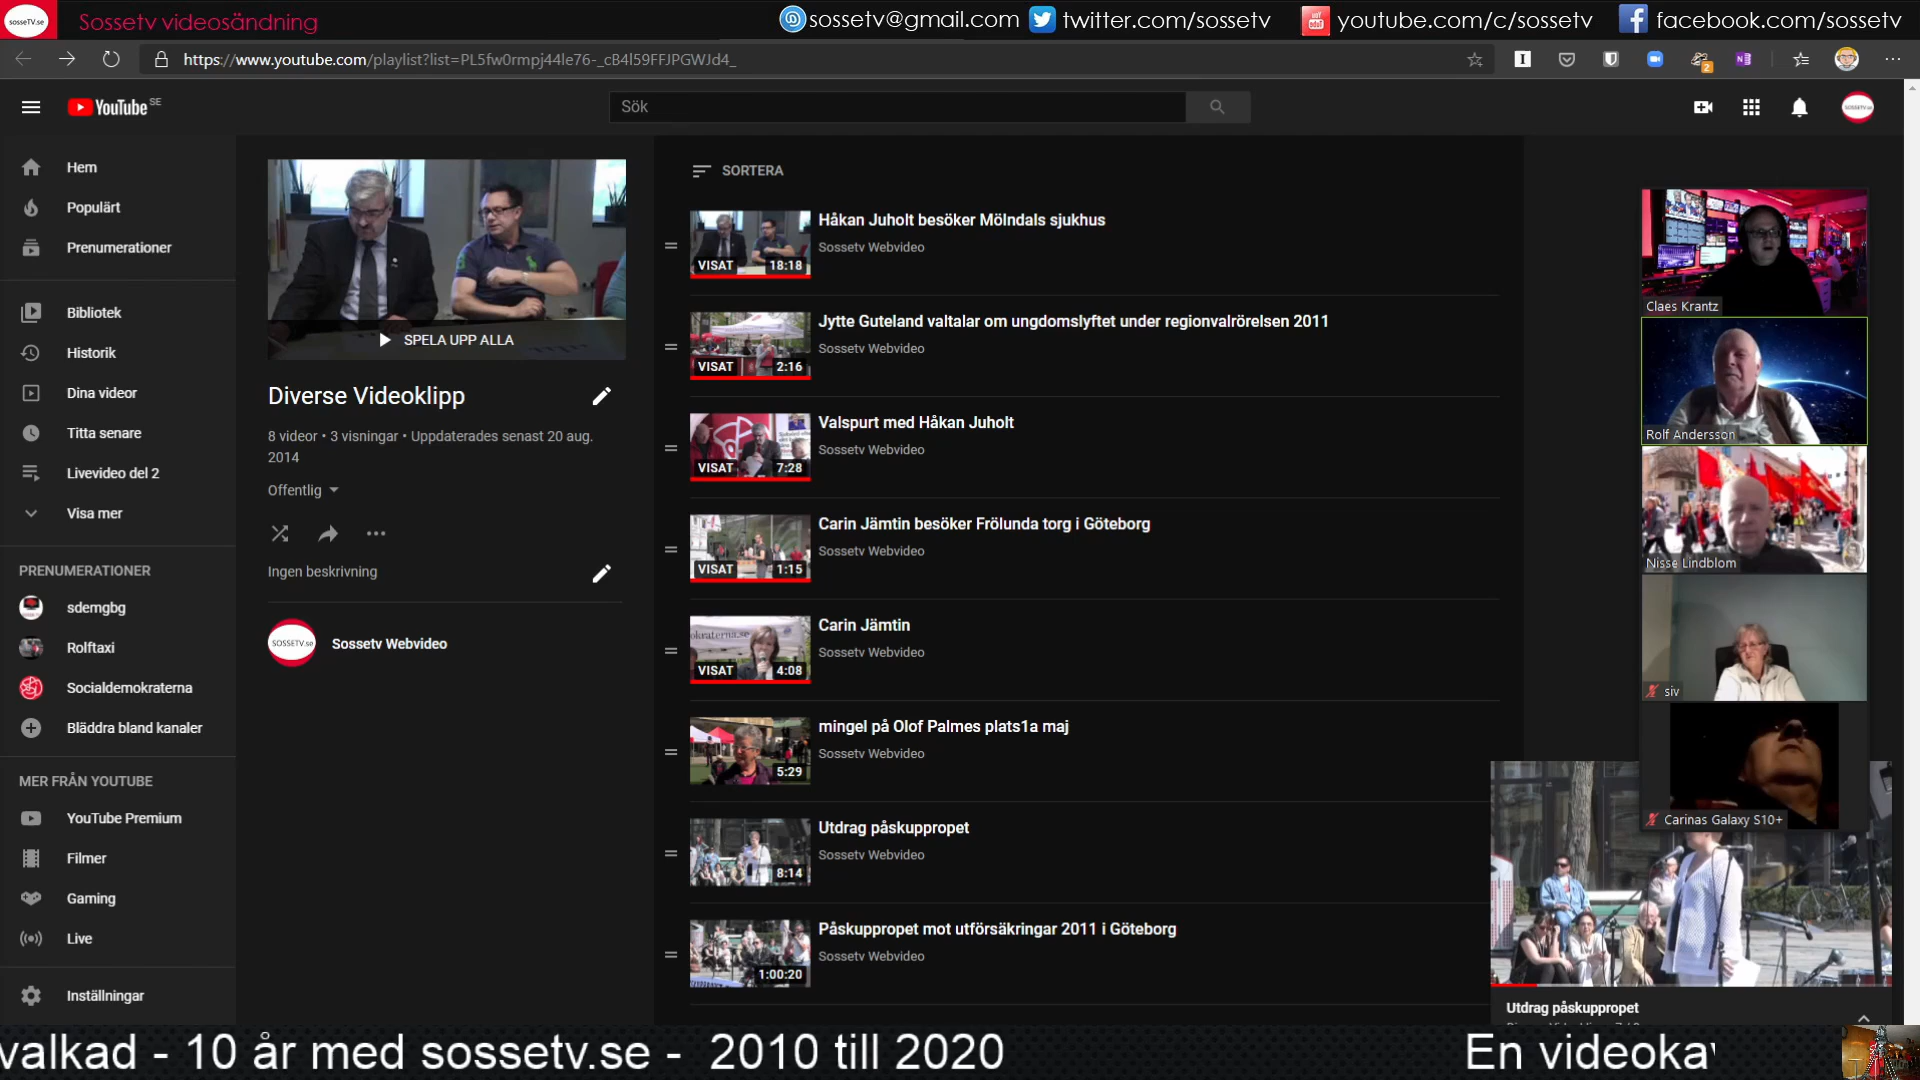 sosseTV.se
Sossetv videosändning
sossetv@gmail.com
twitter.com/sossetv
youtube.com/c/sossetv
facebook.com/sossetv
https://www.youtube.com/playlist?list=PL5fw0rmpj44le76-_cB4l59FFJPGWJd4_
YouTube SE
Sök
Hem
Populärt
Prenumerationer
Bibliotek
Historik
Dina videor
Titta senare
Livevideo del 2
Visa mer
PRENUMERATIONER
sdemgbg
Rolftaxi
Socialdemokraterna
Bläddra bland kanaler
MER FRÅN YOUTUBE
YouTube Premium
Filmer
Gaming
Live
Inställningar
SPELA UPP ALLA
Diverse Videoklipp
8 videor • 3 visningar • Uppdaterades senast 20 aug.
2014
Offentlig
Ingen beskrivning
SOSSETV.se
Sossetv Webvideo
SORTERA
Håkan Juholt besöker Mölndals sjukhus
Sossetv Webvideo
VISAT 18:18
Jytte Guteland valtalar om ungdomslyftet under regionvalrörelsen 2011
Sossetv Webvideo
VISAT 2:16
Valspurt med Håkan Juholt
Sossetv Webvideo
VISAT 7:28
Carin Jämtin besöker Frölunda torg i Göteborg
Sossetv Webvideo
VISAT 1:15
Carin Jämtin
Sossetv Webvideo
VISAT 4:08
mingel på Olof Palmes plats1a maj
Sossetv Webvideo
5:29
Utdrag påskuppropet
Sossetv Webvideo
8:14
Påskuppropet mot utförsäkringar 2011 i Göteborg
Sossetv Webvideo
1:00:20
Claes Krantz
Rolf Andersson
Nisse Lindblom
siv
Carinas Galaxy S10+
Utdrag påskuppropet
valkad - 10 år med sossetv.se - 2010 till 2020
En videoka